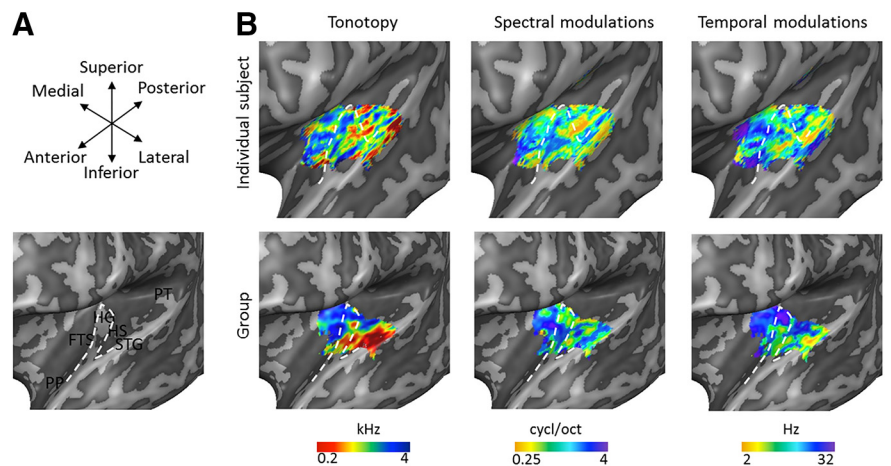 A
B
Tonotopy
Spectral modulations
Temporal modulations
Superior
Medial
Posterior
Anterior
Lateral
Inferior
Individual subject
Group
PT
HG
HS
FTS
STG
PP
kHz
0.2 4
cycl/oct
0.25 4
Hz
2 32